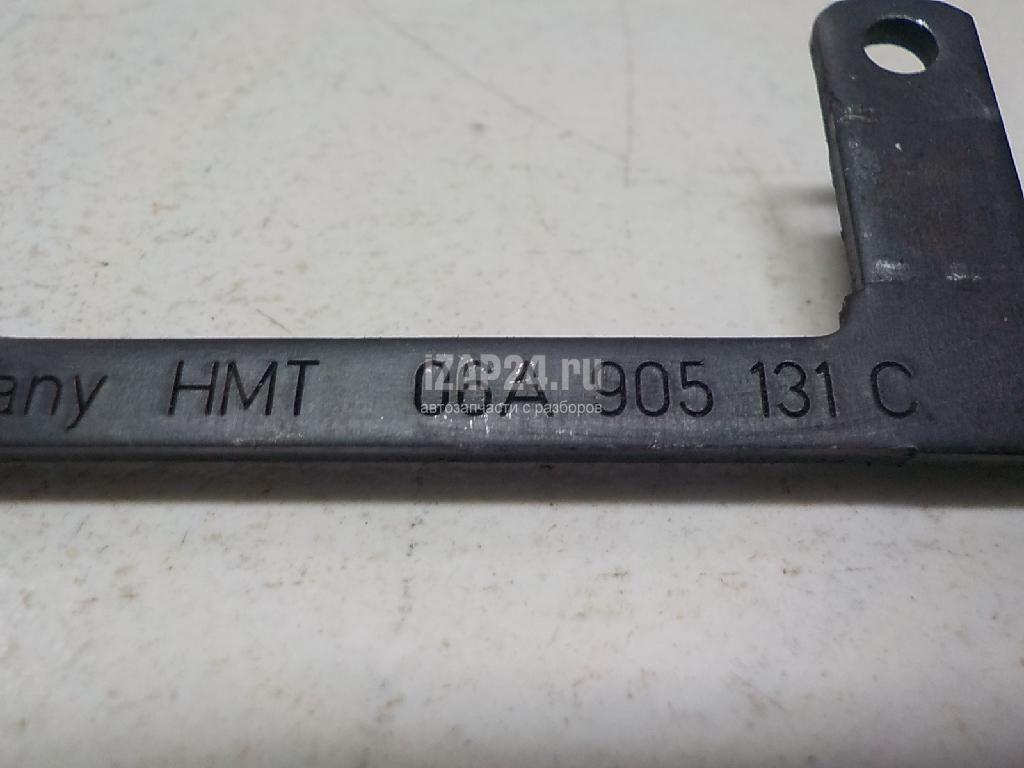 any HMT 06A 905 131 C
iZAP24.ru
автозапчасти с разборов